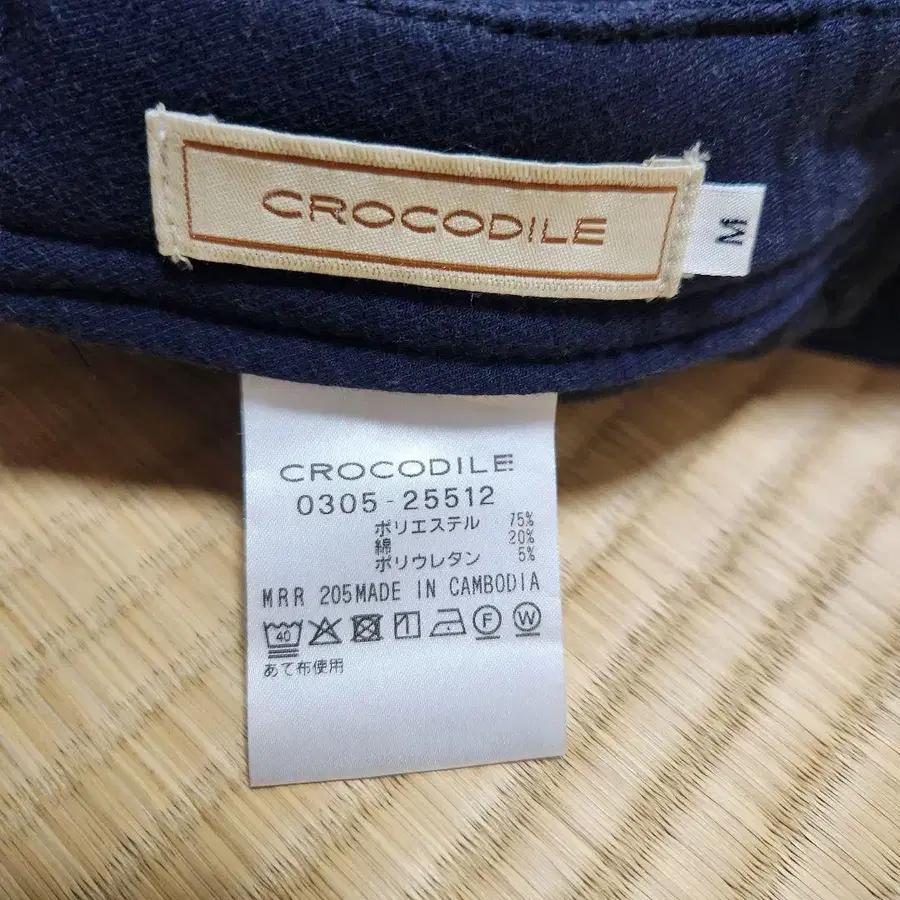 CROCODILE
M
CROCODILE
0305-25512
ポリエステル 75%
綿 20%
ポリウレタン 5%
MRR 205MADE IN CAMBODIA
40 F W
あて布使用